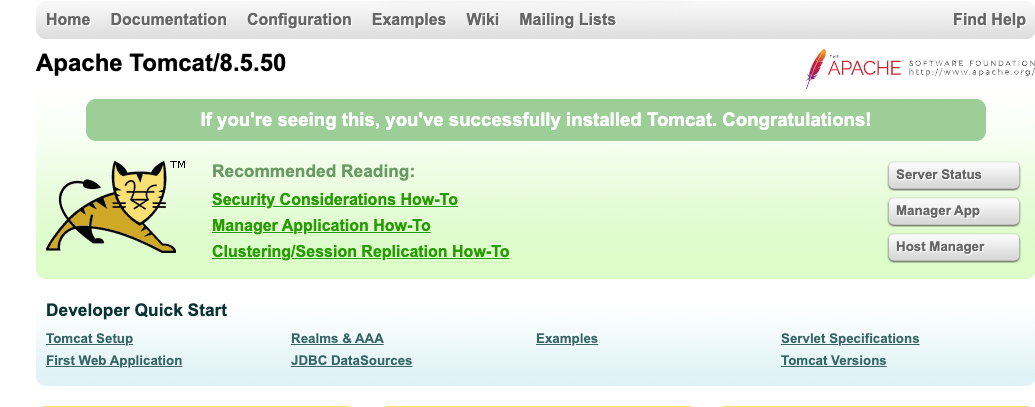 Home Documentation Configuration Examples Wiki Mailing Lists Find Help
Apache Tomcat/8.5.50
THE
APACHE SOFTWARE FOUNDATION
http://www.apache.org/
If you're seeing this, you've successfully installed Tomcat. Congratulations!
TM
Recommended Reading:
Security Considerations How-To
Manager Application How-To
Clustering/Session Replication How-To
Server Status
Manager App
Host Manager
Developer Quick Start
Tomcat Setup Realms & AAA Examples Servlet Specifications
First Web Application JDBC DataSources Tomcat Versions